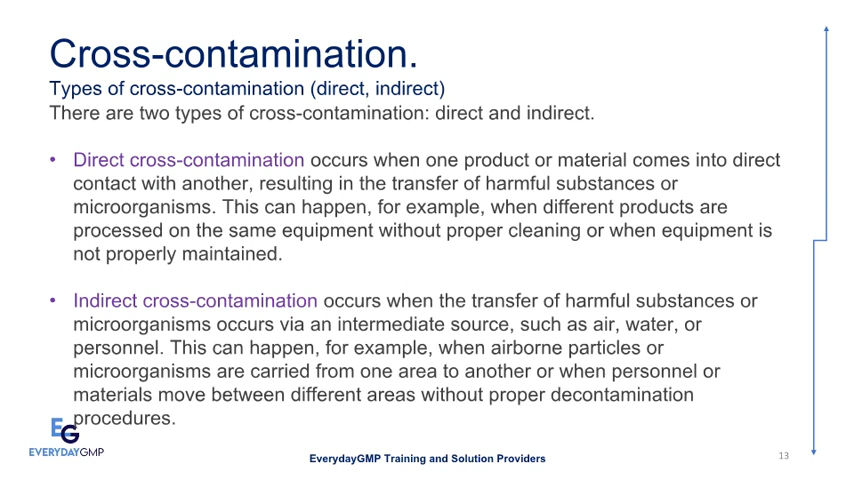 Cross-contamination.
Types of cross-contamination (direct, indirect)
There are two types of cross-contamination: direct and indirect.
• Direct cross-contamination occurs when one product or material comes into direct
contact with another, resulting in the transfer of harmful substances or
microorganisms. This can happen, for example, when different products are
processed on the same equipment without proper cleaning or when equipment is
not properly maintained.
• Indirect cross-contamination occurs when the transfer of harmful substances or
microorganisms occurs via an intermediate source, such as air, water, or
personnel. This can happen, for example, when airborne particles or
microorganisms are carried from one area to another or when personnel or
materials move between different areas without proper decontamination
procedures.
EG
EVERYDAYGMP
EverydayGMP Training and Solution Providers
13